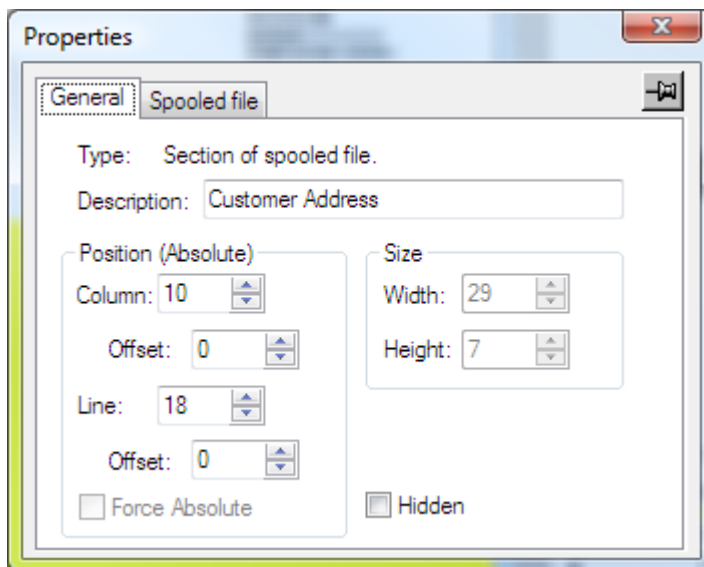 Properties
General Spooled file
Type: Section of spooled file.
Description: Customer Address
Position (Absolute) Size
Column: 10 Width: 29
Offset: 0 Height: 7
Line: 18
Offset: 0
Force Absolute Hidden